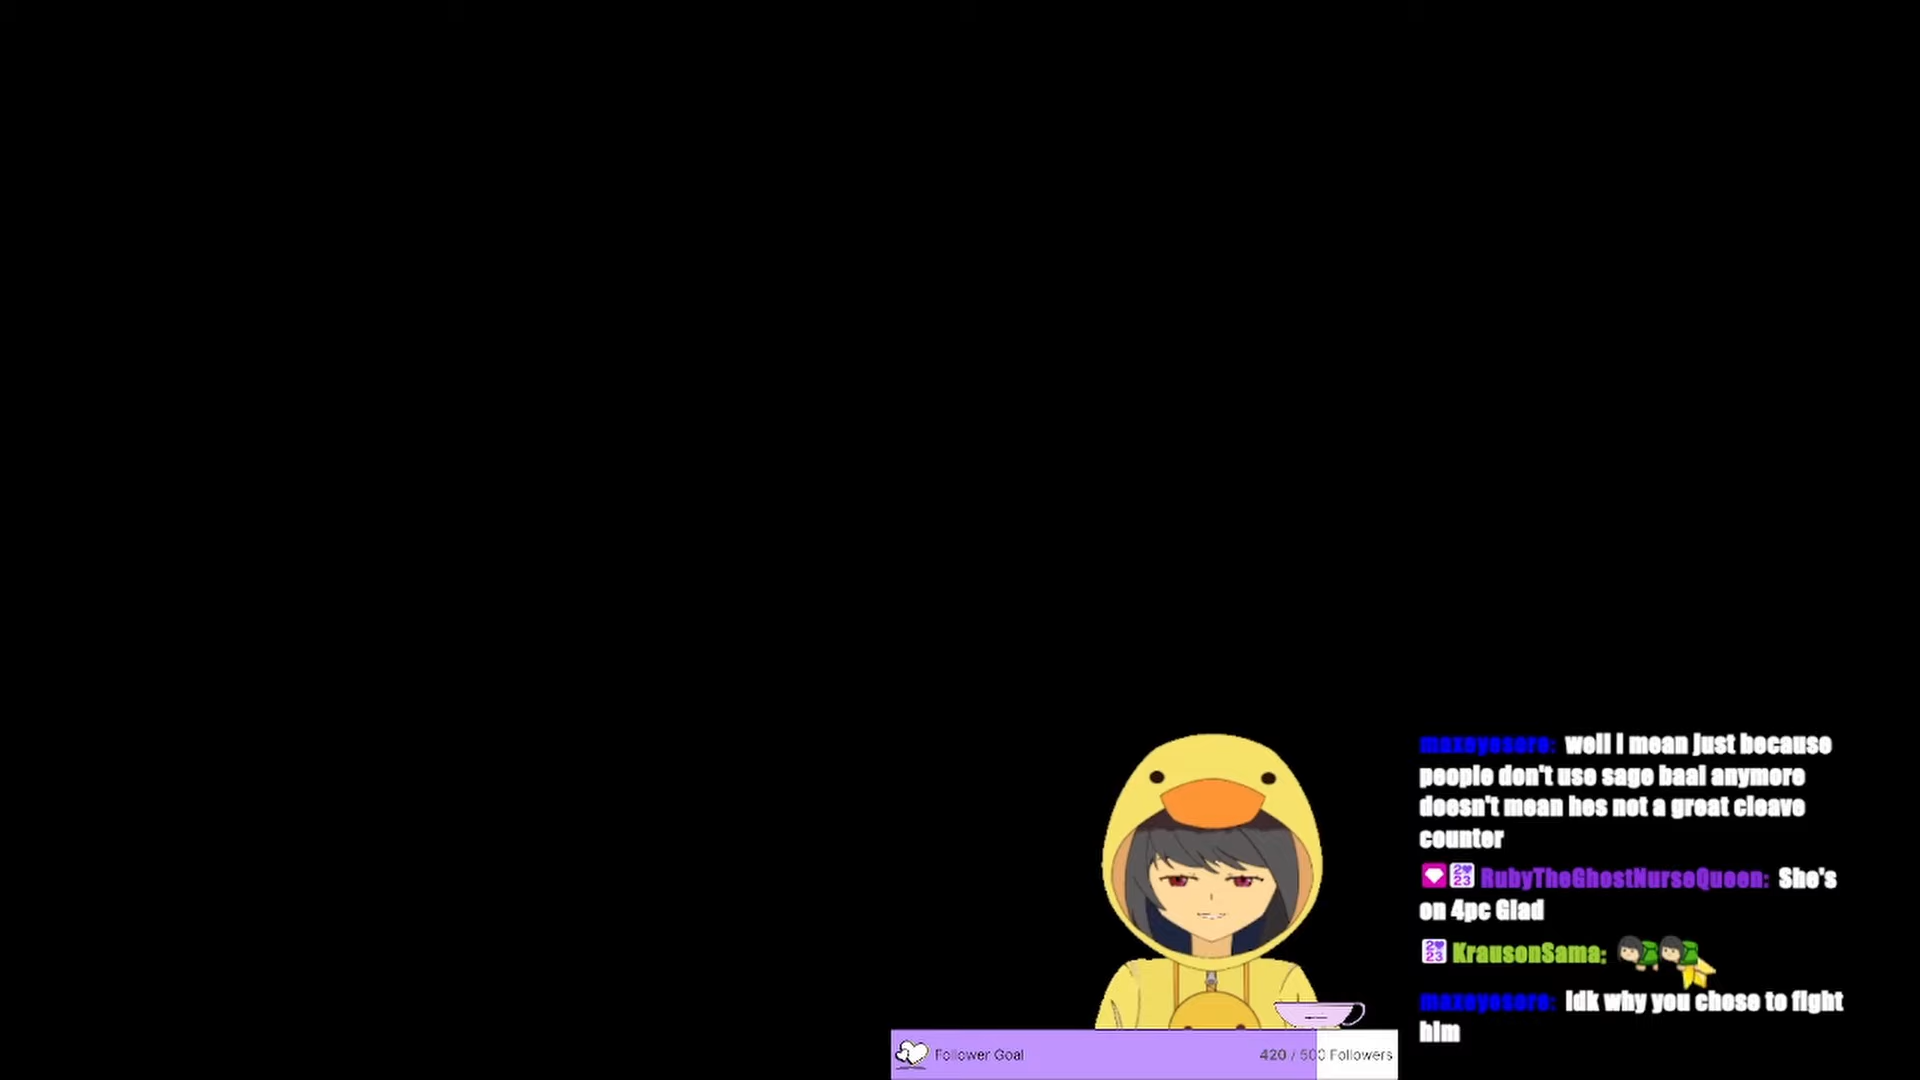 maxeyesore: well i mean just because
people don't use sage baal anymore
doesn't mean hes not a great cleave
counter
RubyTheGhostNurseQueen: She's
on 4pc Glad
KrausonSama:
maxeyesore: idk why you chose to fight
him
Follower Goal
420 / 500 Followers